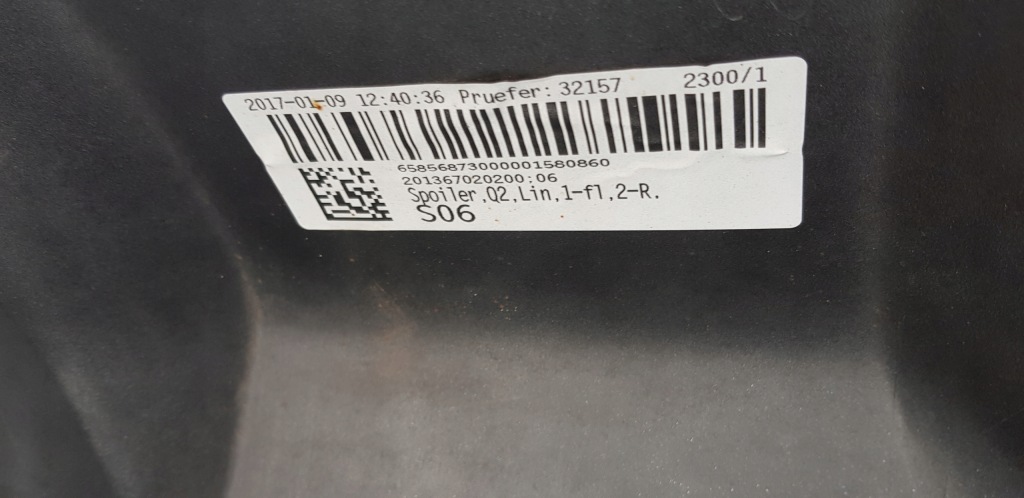 2017-01-09 12:40:36 Pruefer: 32157 2300/1
65856873000001580860
201367020200:06
Spoiler,Q2,Lin,1-fl,2-R.
S06